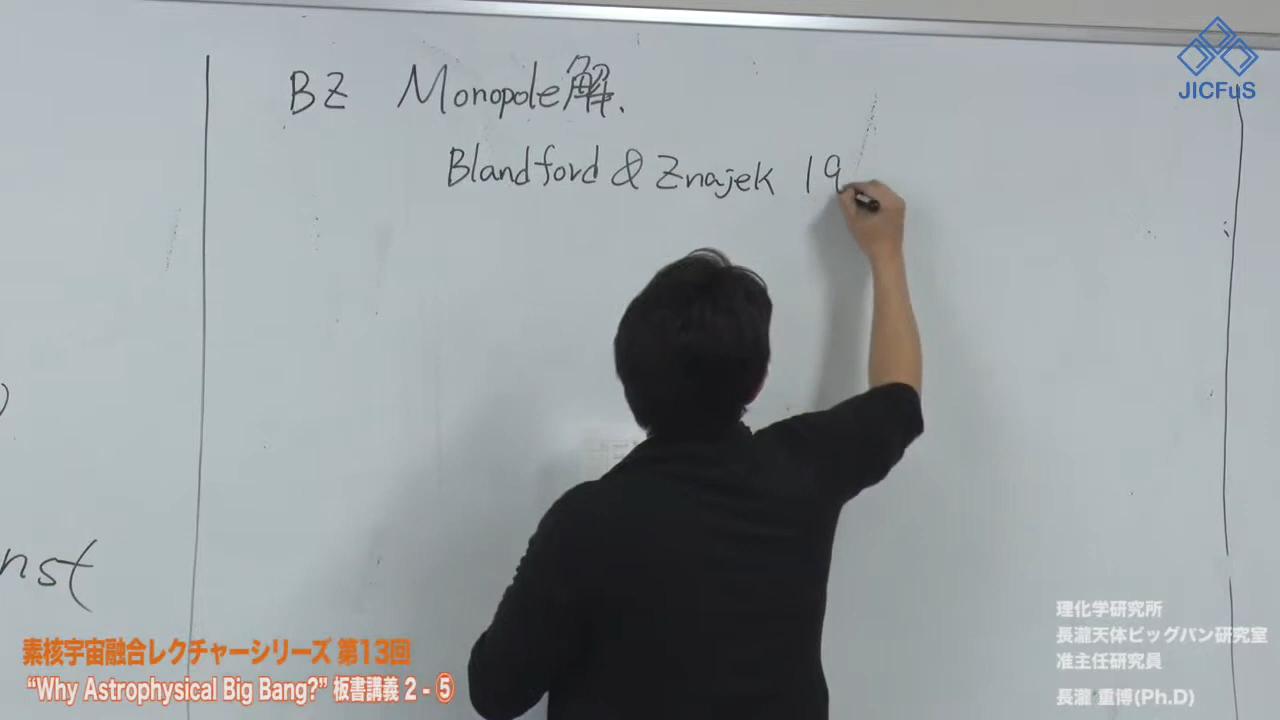 BZ Monopole解.
Blandford & Znajek 19
nst
JICFuS
素核宇宙融合レクチャーシリーズ 第13回
“Why Astrophysical Big Bang?” 板書講義 2 - ⑤
理化学研究所
長瀧天体ビッグバン研究室
准主任研究員
長瀧 重博(Ph.D)